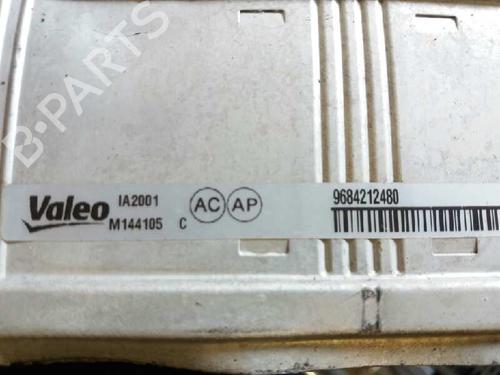 B-PARTS
Valeo
IA2001
M144105 C
AC AP
9684212480